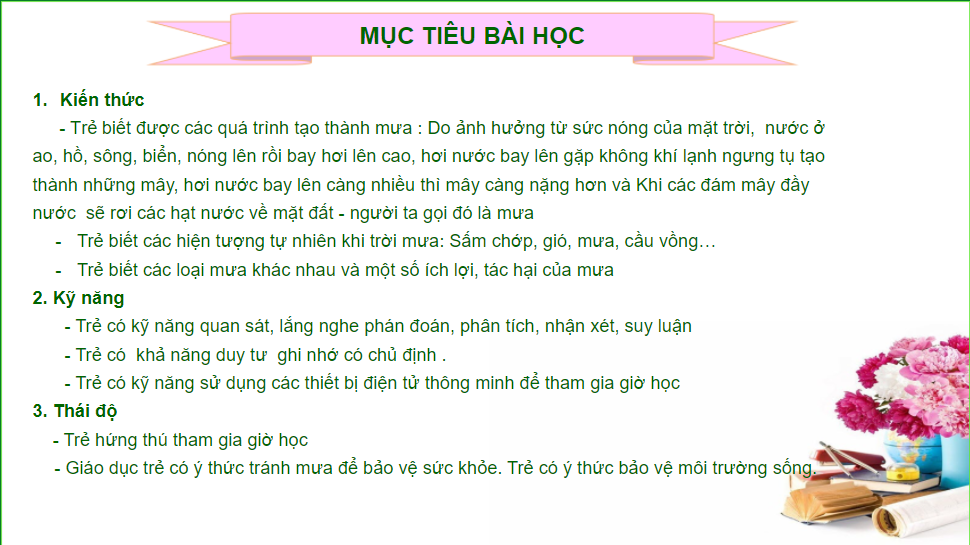 MỤC TIÊU BÀI HỌC
1. Kiến thức
- Trẻ biết được các quá trình tạo thành mưa : Do ảnh hưởng từ sức nóng của mặt trời, nước ở
ao, hồ, sông, biển, nóng lên rồi bay hơi lên cao, hơi nước bay lên gặp không khí lạnh ngưng tụ tạo
thành những mây, hơi nước bay lên càng nhiều thì mây càng nặng hơn và Khi các đám mây đầy
nước sẽ rơi các hạt nước về mặt đất - người ta gọi đó là mưa
- Trẻ biết các hiện tượng tự nhiên khi trời mưa: Sấm chớp, gió, mưa, cầu vồng…
- Trẻ biết các loại mưa khác nhau và một số ích lợi, tác hại của mưa
2. Kỹ năng
- Trẻ có kỹ năng quan sát, lắng nghe phán đoán, phân tích, nhận xét, suy luận
- Trẻ có khả năng duy tư ghi nhớ có chủ định .
- Trẻ có kỹ năng sử dụng các thiết bị điện tử thông minh để tham gia giờ học
3. Thái độ
- Trẻ hứng thú tham gia giờ học
- Giáo dục trẻ có ý thức tránh mưa để bảo vệ sức khỏe. Trẻ có ý thức bảo vệ môi trường sống.